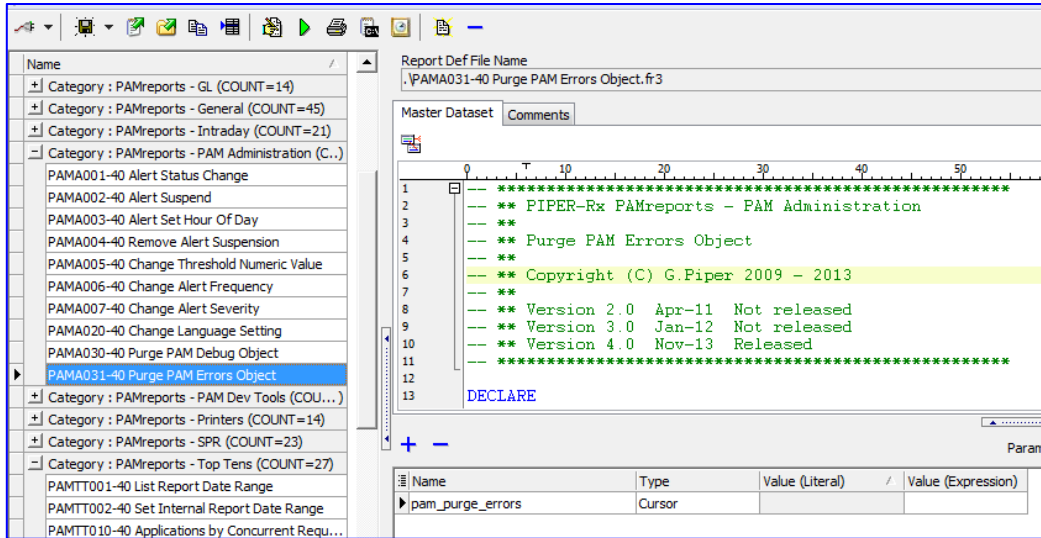 Name
Category : PAMreports - GL (COUNT=14)
Category : PAMreports - General (COUNT=45)
Category : PAMreports - Intraday (COUNT=21)
Category : PAMreports - PAM Administration (C..)
PAMA001-40 Alert Status Change
PAMA002-40 Alert Suspend
PAMA003-40 Alert Set Hour Of Day
PAMA004-40 Remove Alert Suspension
PAMA005-40 Change Threshold Numeric Value
PAMA006-40 Change Alert Frequency
PAMA007-40 Change Alert Severity
PAMA020-40 Change Language Setting
PAMA030-40 Purge PAM Debug Object
PAMA031-40 Purge PAM Errors Object
Category : PAMreports - PAM Dev Tools (COU...)
Category : PAMreports - Printers (COUNT=14)
Category : PAMreports - SPR (COUNT=23)
Category : PAMreports - Top Tens (COUNT=27)
PAMTT001-40 List Report Date Range
PAMTT002-40 Set Internal Report Date Range
PAMTT010-40 Applications by Concurrent Requ...
Report Def File Name
.\PAMA031-40 Purge PAM Errors Object.fr3
Master Dataset Comments
0 10 20 30 40 50
1 -- ****************************************************
2 -- ** PIPER-Rx PAMreports - PAM Administration
3 -- **
4 -- ** Purge PAM Errors Object
5 -- **
6 -- ** Copyright (C) G.Piper 2009 - 2013
7 -- **
8 -- ** Version 2.0 Apr-11 Not released
9 -- ** Version 3.0 Jan-12 Not released
10 -- ** Version 4.0 Nov-13 Released
11 -- ****************************************************
12
13 DECLARE
Param
Name Type Value (Literal) Value (Expression)
pam_purge_errors Cursor